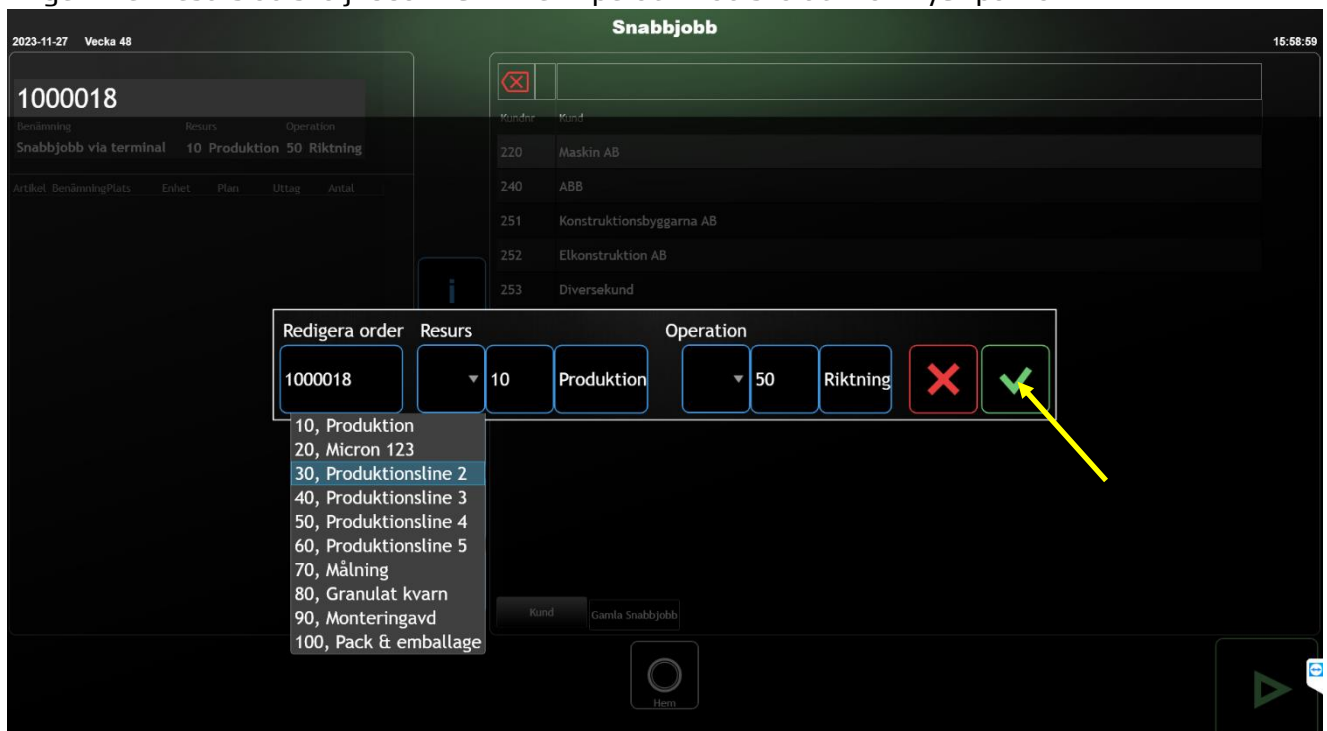 Snabbjobb
2023-11-27 Vecka 48
15:58:59
1000018
Benämning Resurs Operation
Snabbjobb via terminal 10 Produktion 50 Riktning
Artikel BenämningPlats Enhet Plan Uttag Antal
Kundnr Kund
220 Maskin AB
240 ABB
251 Konstruktionsbyggarna AB
252 Elkonstruktion AB
253 Diversekund
i
Redigera order Resurs Operation
1000018 10 Produktion 50 Riktning
10, Produktion
20, Micron 123
30, Produktionsline 2
40, Produktionsline 3
50, Produktionsline 4
60, Produktionsline 5
70, Målning
80, Granulat kvarn
90, Monteringavd
100, Pack & emballage
Kund Gamla Snabbjobb
Hem